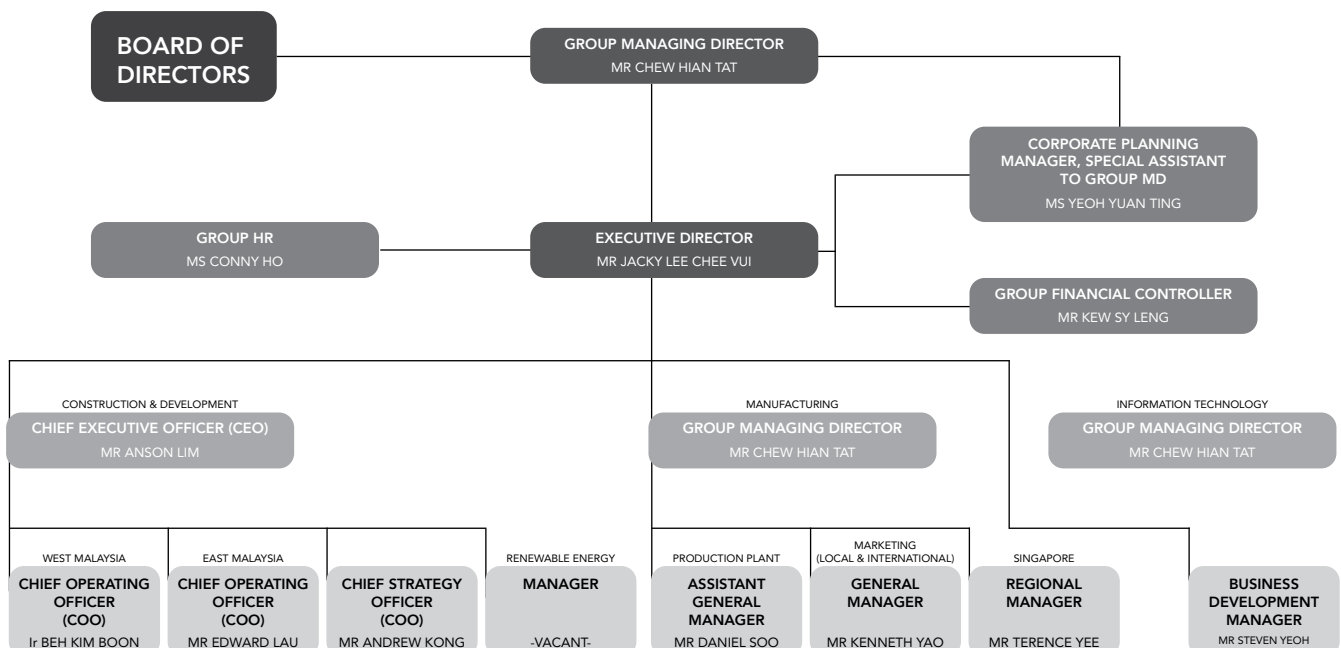 BOARD OF
DIRECTORS
GROUP MANAGING DIRECTOR
MR CHEW HIAN TAT
CORPORATE PLANNING
MANAGER, SPECIAL ASSISTANT
TO GROUP MD
MS YEOH YUAN TING
GROUP HR
MS CONNY HO
EXECUTIVE DIRECTOR
MR JACKY LEE CHEE VUI
GROUP FINANCIAL CONTROLLER
MR KEW SY LENG
CONSTRUCTION & DEVELOPMENT
CHIEF EXECUTIVE OFFICER (CEO)
MR ANSON LIM
MANUFACTURING
GROUP MANAGING DIRECTOR
MR CHEW HIAN TAT
INFORMATION TECHNOLOGY
GROUP MANAGING DIRECTOR
MR CHEW HIAN TAT
WEST MALAYSIA
CHIEF OPERATING
OFFICER
(COO)
Ir BEH KIM BOON
EAST MALAYSIA
CHIEF OPERATING
OFFICER
(COO)
MR EDWARD LAU
CHIEF STRATEGY
OFFICER
(COO)
MR ANDREW KONG
RENEWABLE ENERGY
MANAGER
-VACANT-
PRODUCTION PLANT
ASSISTANT
GENERAL
MANAGER
MR DANIEL SOO
MARKETING
(LOCAL & INTERNATIONAL)
GENERAL
MANAGER
MR KENNETH YAO
SINGAPORE
REGIONAL
MANAGER
MR TERENCE YEE
BUSINESS
DEVELOPMENT
MANAGER
MR STEVEN YEOH